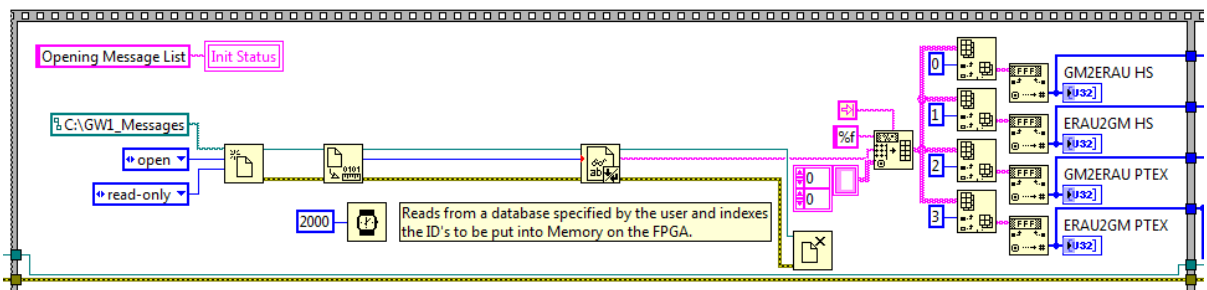 Opening Message List
Init Status
C:\GW1_Messages
open
read-only
2000
Reads from a database specified by the user and indexes
the ID's to be put into Memory on the FPGA.
%f
0
0
0
1
2
3
GM2ERAU HS
U32]
ERAU2GM HS
U32]
GM2ERAU PTEX
U32]
ERAU2GM PTEX
U32]